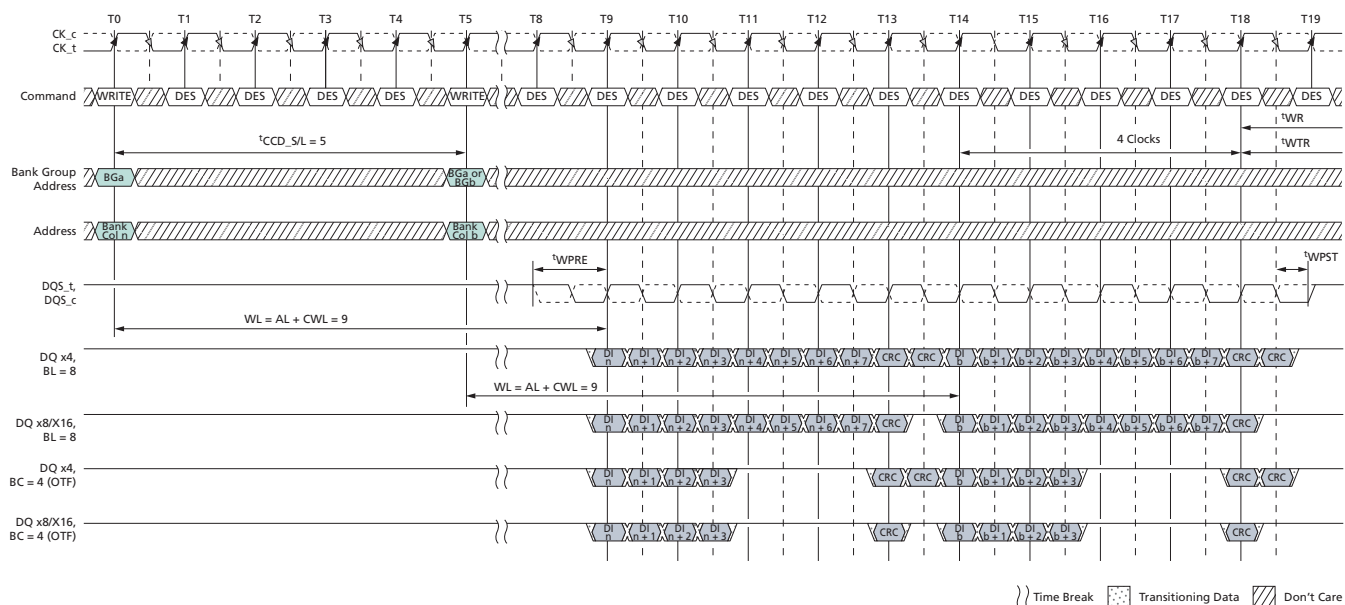 T0 T1 T2 T3 T4 T5 T8 T9 T10 T11 T12 T13 T14 T15 T16 T17 T18 T19
CK_c
CK_t
Command WRITE DES DES DES DES WRITE DES DES DES DES DES DES DES DES DES DES DES DES
tWR
tCCD_S/L = 5 4 Clocks tWTR
Bank Group
Address
BGa
BGa or
BGb
Address
Bank
Col n
Bank
Col b
tWPRE tWPST
DQS_t,
DQS_c
WL = AL + CWL = 9
DQ x4,
BL = 8
DI n DI n + 1 DI n + 2 DI n + 3 DI n + 4 DI n + 5 DI n + 6 DI n + 7 CRC CRC DI b DI b + 1 DI b + 2 DI b + 3 DI b + 4 DI b + 5 DI b + 6 DI b + 7 CRC CRC
WL = AL + CWL = 9
DQ x8/X16,
BL = 8
DI n DI n + 1 DI n + 2 DI n + 3 DI n + 4 DI n + 5 DI n + 6 DI n + 7 CRC DI b DI b + 1 DI b + 2 DI b + 3 DI b + 4 DI b + 5 DI b + 6 DI b + 7 CRC
DQ x4,
BC = 4 (OTF)
DI n DI n + 1 DI n + 2 DI n + 3 CRC CRC DI b DI b + 1 DI b + 2 DI b + 3 CRC CRC
DQ x8/X16,
BC = 4 (OTF)
DI n DI n + 1 DI n + 2 DI n + 3 CRC DI b DI b + 1 DI b + 2 DI b + 3 CRC
Time Break Transitioning Data Don't Care